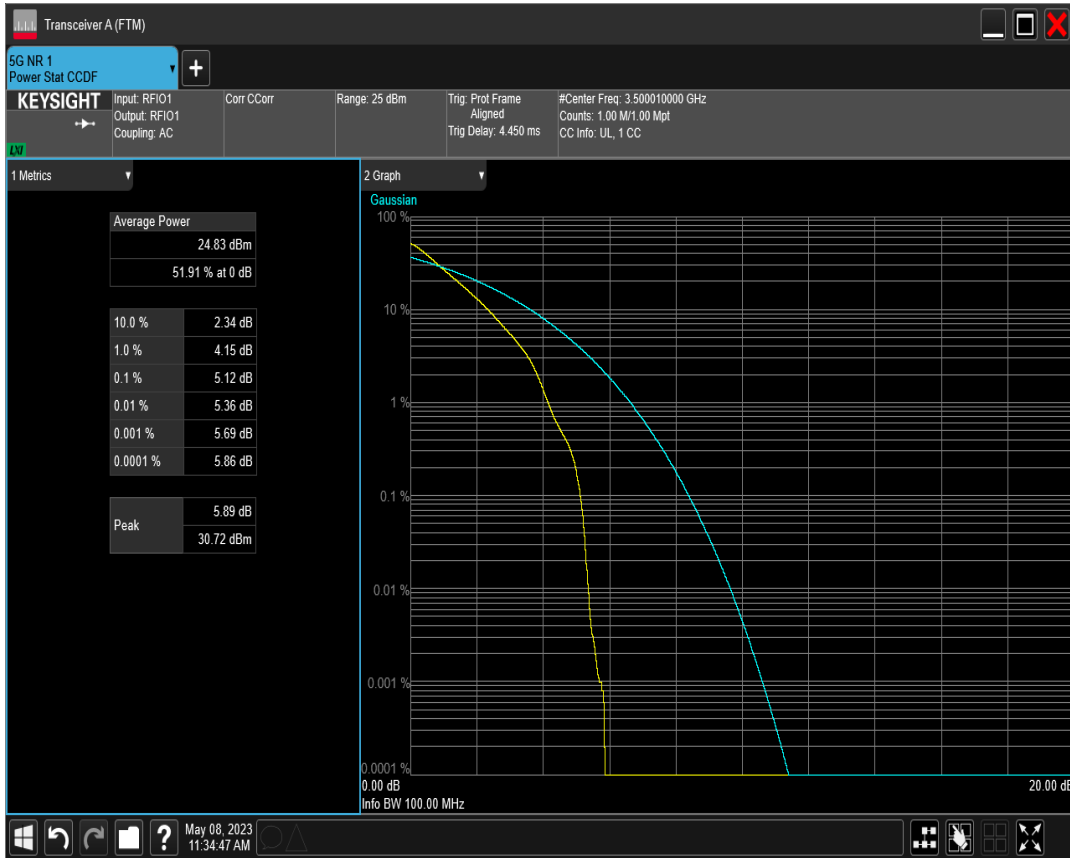 Transceiver A (FTM)
5G NR 1
Power Stat CCDF
+
KEYSIGHT
LXI
Input: RFIO1
Output: RFIO1
Coupling: AC
Corr CCorr
Range: 25 dBm
Trig: Prot Frame
Aligned
Trig Delay: 4.450 ms
#Center Freq: 3.500010000 GHz
Counts: 1.00 M/1.00 Mpt
CC Info: UL, 1 CC
1 Metrics
Average Power
24.83 dBm
51.91 % at 0 dB
10.0 % 2.34 dB
1.0 % 4.15 dB
0.1 % 5.12 dB
0.01 % 5.36 dB
0.001 % 5.69 dB
0.0001 % 5.86 dB
Peak
5.89 dB
30.72 dBm
2 Graph
Gaussian
100 %
10 %
1 %
0.1 %
0.01 %
0.001 %
0.0001 %
0.00 dB
20.00 dB
Info BW 100.00 MHz
?
May 08, 2023
11:34:47 AM